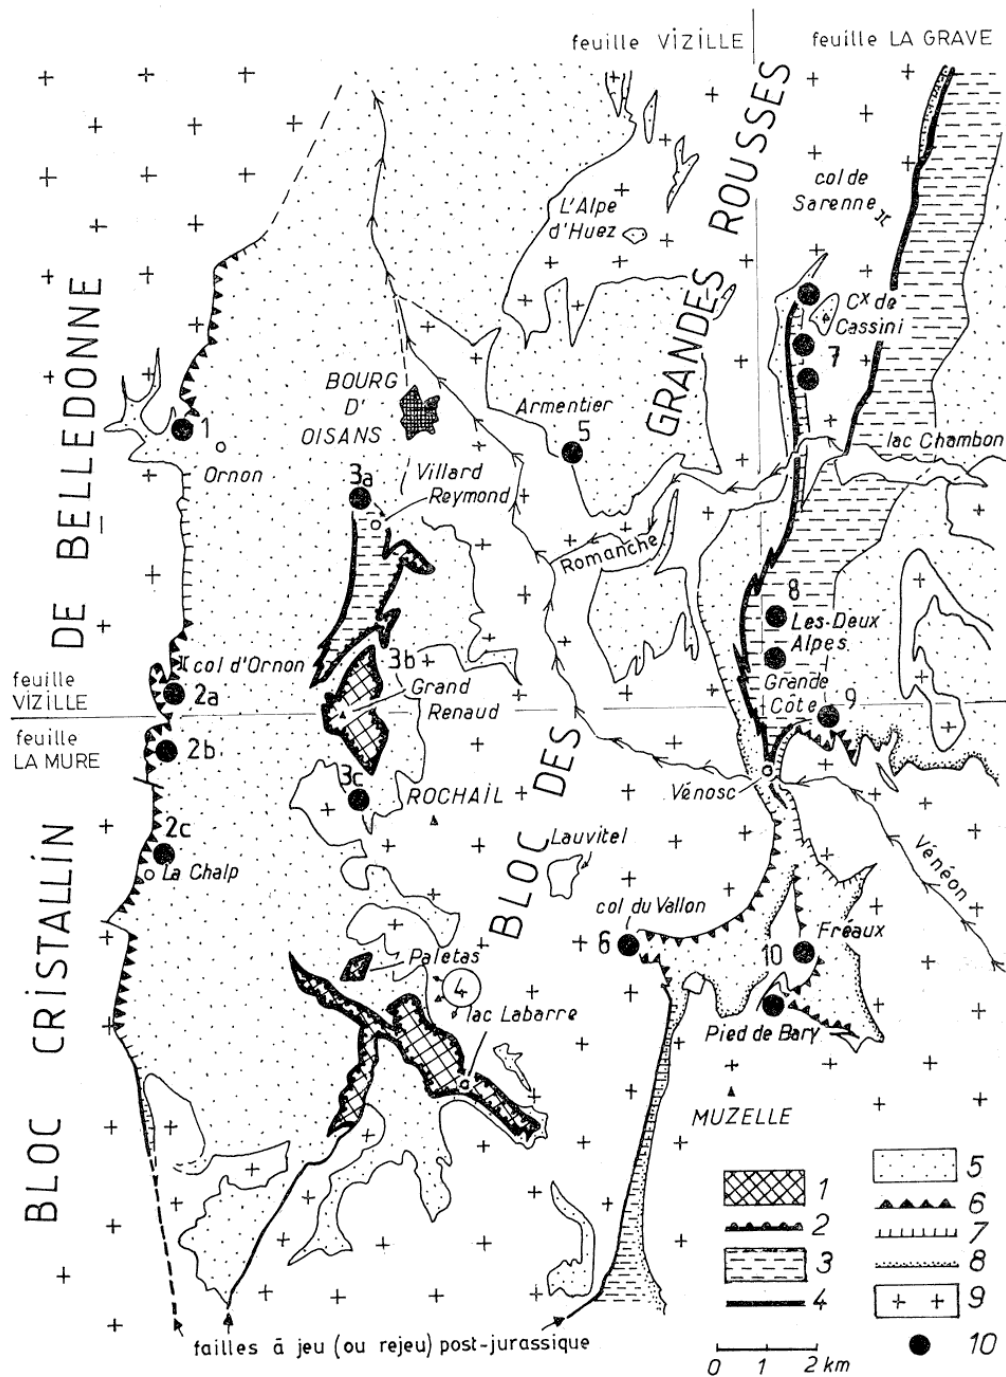 feuille VIZILLE
feuille LA GRAVE
BLOC CRISTALLIN DE BELLEDONNE
BLOC DES GRANDES ROUSSES
col de
Sarenne
L'Alpe
d'Huez
Cx de
Cassini
7
BOURG
D'
OISANS
Armentier
5
lac Chambon
1
Ornon
3a
Villard
Reymond
Romanche
8
Les-Deux
Alpes
col d'Ornon
3b
Grand
Renaud
Grande
Côte
9
feuille
VIZILLE
feuille
LA MURE
2a
2b
3c
ROCHAIL
Vénosc
2c
La Chalp
Lauvitel
Vénéon
col du Vallon
6
Fréaux
10
Paletas
4
lac Labarre
Pied de Bary
MUZELLE
1
2
3
4
5
6
7
8
9
10
failles à jeu (ou rejeu) post-jurassique
0 1 2 km